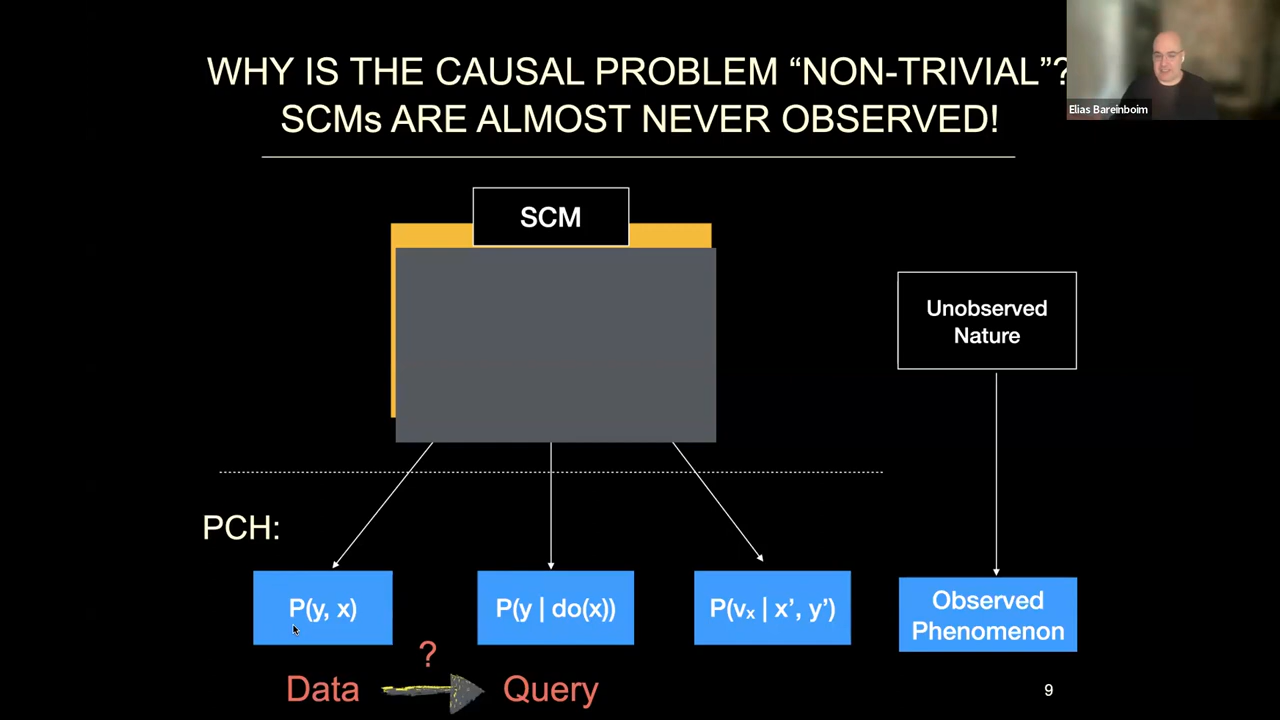 WHY IS THE CAUSAL PROBLEM “NON-TRIVIAL”?
SCMs ARE ALMOST NEVER OBSERVED!
Elias Bareinboim
SCM
Unobserved
Nature
PCH:
P(y, x)
P(y | do(x))
P(vₓ | x’, y’)
Observed
Phenomenon
?
Data
Query
9